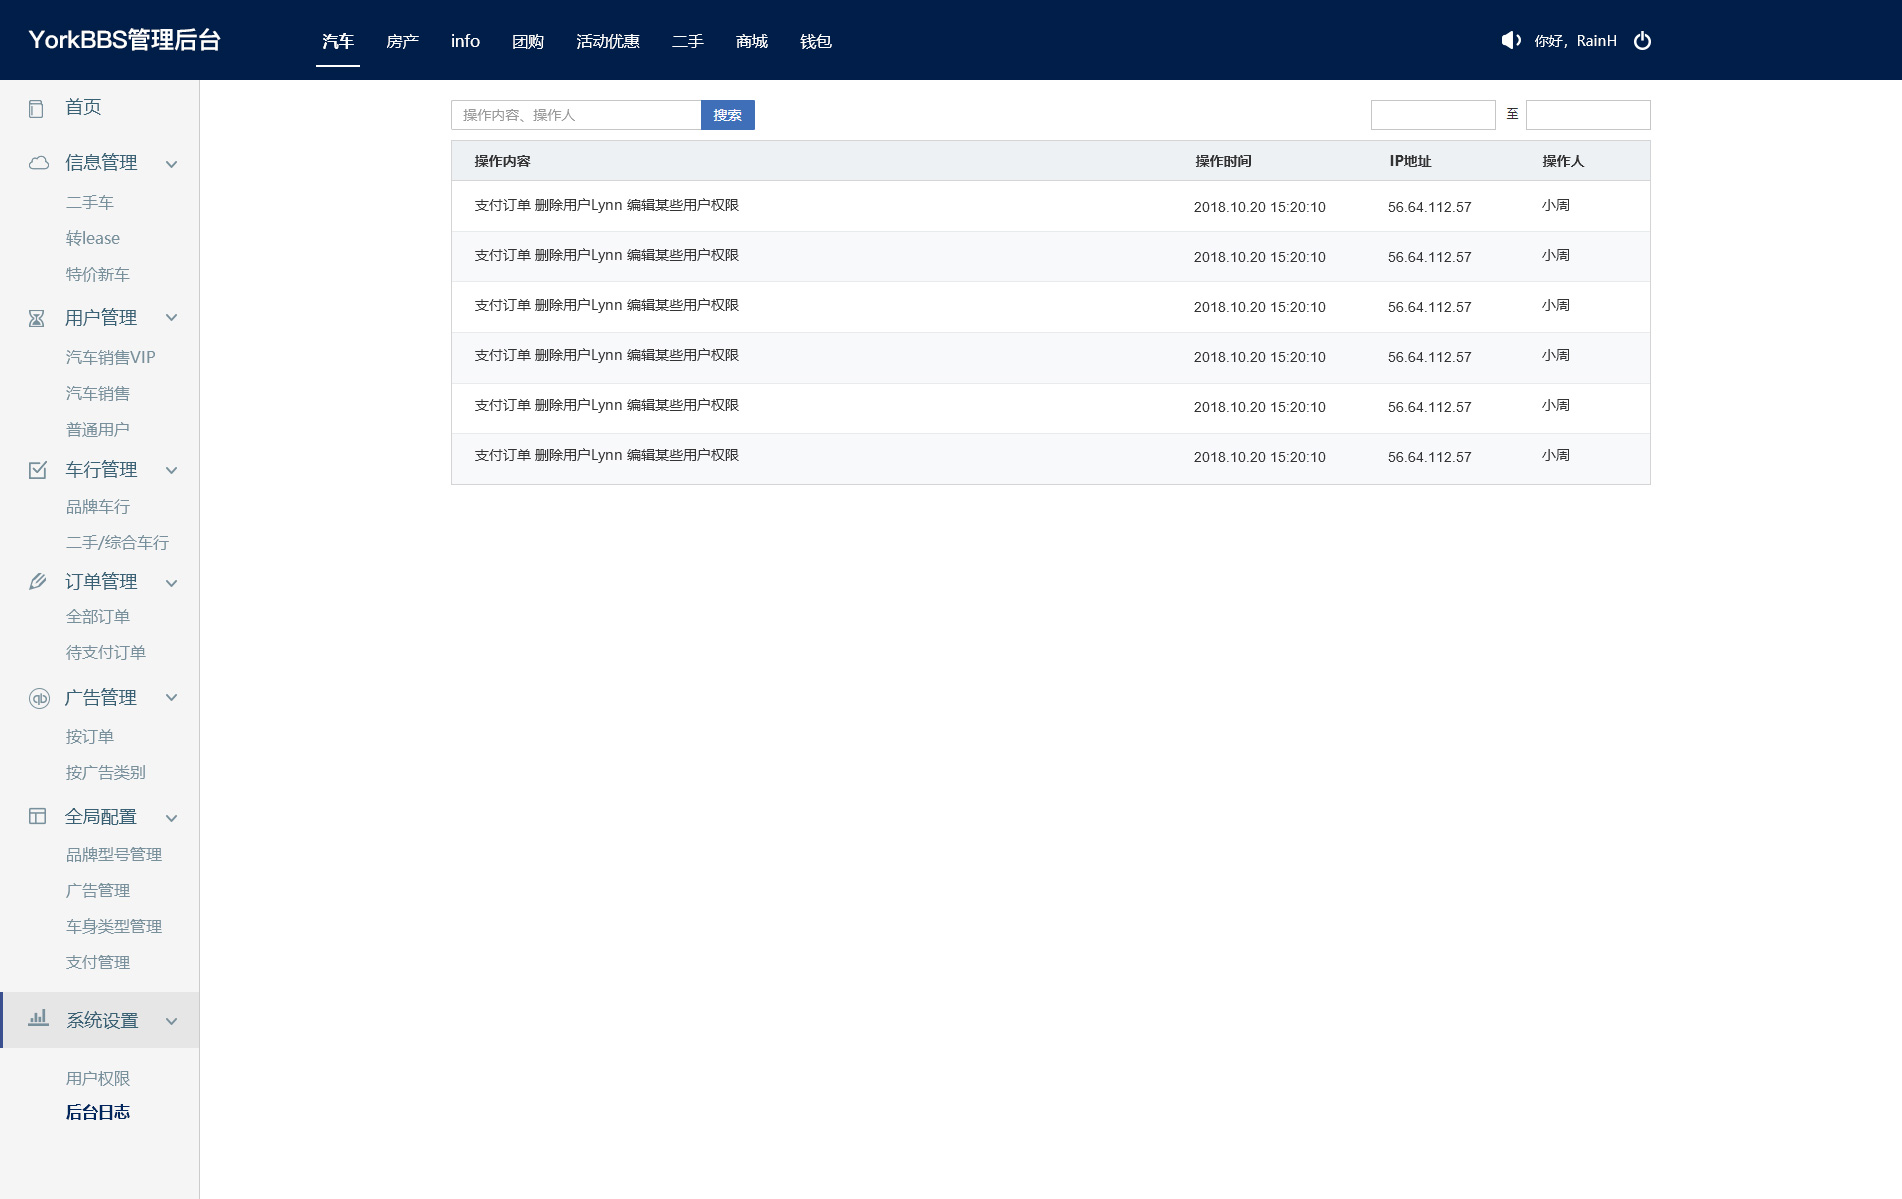 YorkBBS管理后台
汽车 房产 info 团购 活动优惠 二手 商城 钱包
你好，RainH
首页
信息管理
二手车
转lease
特价新车
用户管理
汽车销售VIP
汽车销售
普通用户
车行管理
品牌车行
二手/综合车行
订单管理
全部订单
待支付订单
广告管理
按订单
按广告类别
全局配置
品牌型号管理
广告管理
车身类型管理
支付管理
系统设置
用户权限
后台日志
操作内容、操作人 搜索 至
操作内容 操作时间 IP地址 操作人
支付订单 删除用户Lynn 编辑某些用户权限 2018.10.20 15:20:10 56.64.112.57 小周
支付订单 删除用户Lynn 编辑某些用户权限 2018.10.20 15:20:10 56.64.112.57 小周
支付订单 删除用户Lynn 编辑某些用户权限 2018.10.20 15:20:10 56.64.112.57 小周
支付订单 删除用户Lynn 编辑某些用户权限 2018.10.20 15:20:10 56.64.112.57 小周
支付订单 删除用户Lynn 编辑某些用户权限 2018.10.20 15:20:10 56.64.112.57 小周
支付订单 删除用户Lynn 编辑某些用户权限 2018.10.20 15:20:10 56.64.112.57 小周